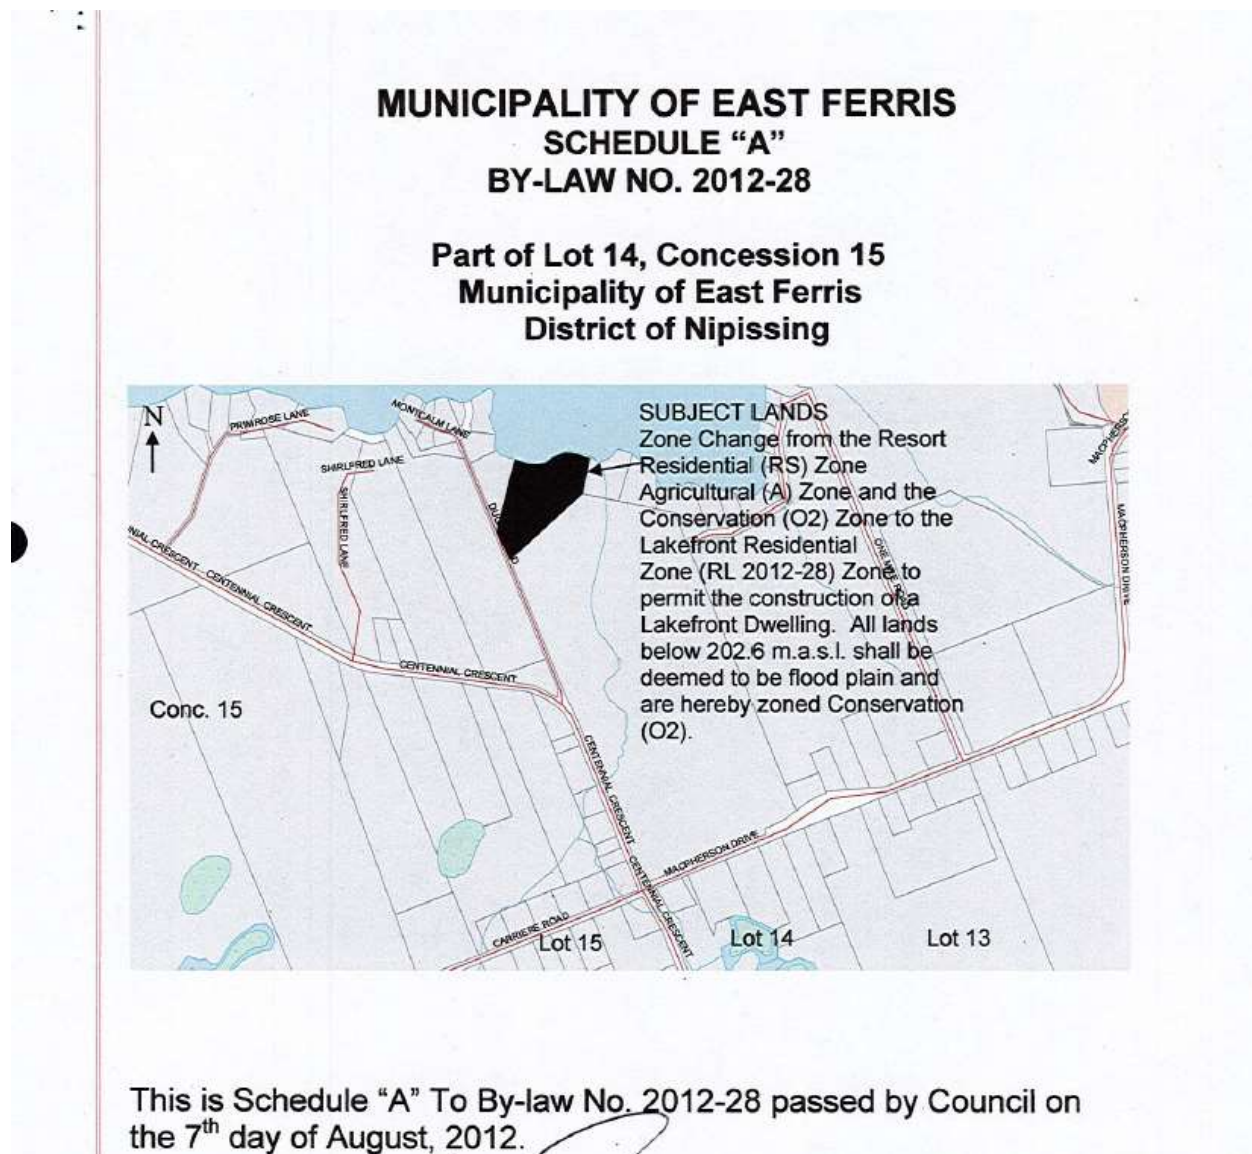 MUNICIPALITY OF EAST FERRIS
SCHEDULE “A”
BY-LAW NO. 2012-28
Part of Lot 14, Concession 15
Municipality of East Ferris
District of Nipissing
N
PRIMROSE LANE
MONTCALM LANE
SHIRLFRED LANE
SHIRLFRED LANE
SUBJECT LANDS
Zone Change from the Resort
Residential (RS) Zone
Agricultural (A) Zone and the
Conservation (O2) Zone to the
Lakefront Residential
Zone (RL 2012-28) Zone to
permit the construction of a
Lakefront Dwelling. All lands
below 202.6 m.a.s.l. shall be
deemed to be flood plain and
are hereby zoned Conservation
(O2).
MACPHERSON DRIVE
CENTENNIAL CRESCENT
CENTENNIAL CRESCENT
Conc. 15
CENTENNIAL CRESCENT
CENTENNIAL CRESCENT
MACPHERSON DRIVE
CARRIERE ROAD
Lot 15
Lot 14
Lot 13
This is Schedule “A” To By-law No. 2012-28 passed by Council on
the 7th day of August, 2012.